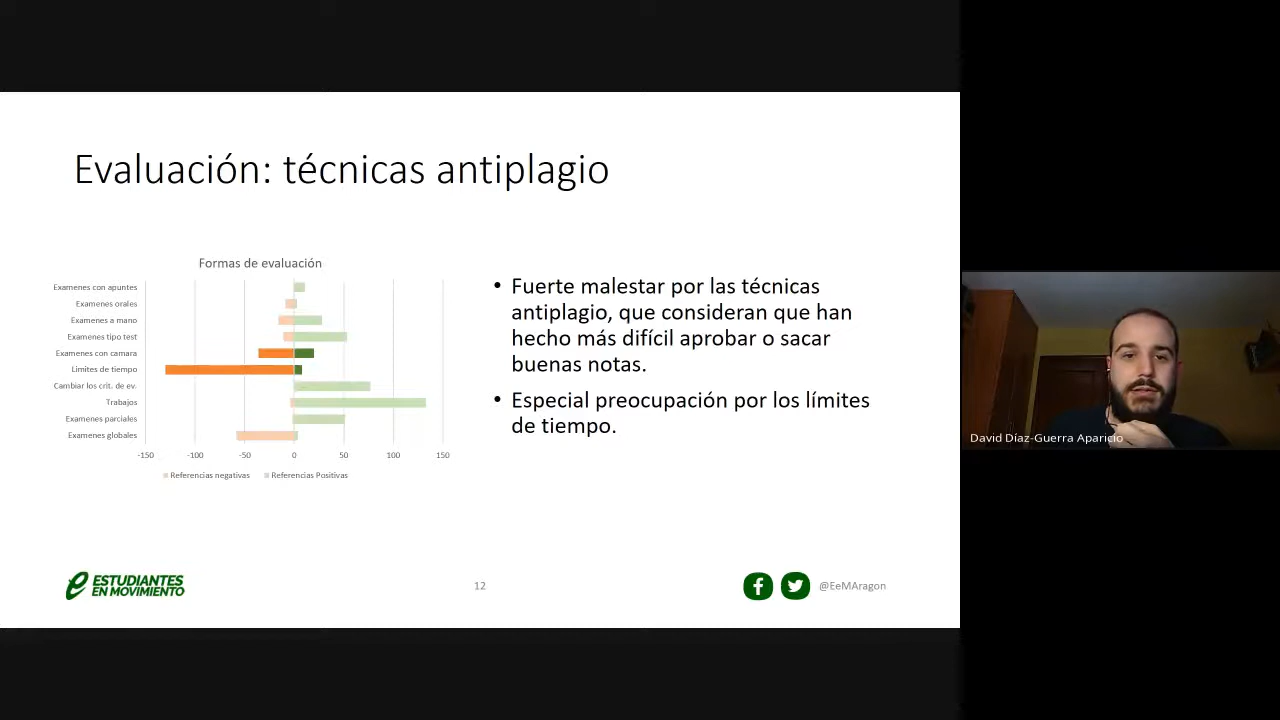 Evaluación: técnicas antiplagio
Formas de evaluación
Examenes con apuntes
Examenes orales
Examenes a mano
Examenes tipo test
Examenes con camara
Limites de tiempo
Cambiar los crit. de ev.
Trabajos
Examenes parciales
Examenes globales
-150 -100 -50 0 50 100 150
Referencias negativas Referencias Positivas
• Fuerte malestar por las técnicas
antiplagio, que consideran que han
hecho más difícil aprobar o sacar
buenas notas.
• Especial preocupación por los límites
de tiempo.
David Díaz-Guerra Aparicio
e ESTUDIANTES
EN MOVIMIENTO
12
@EeMAragon